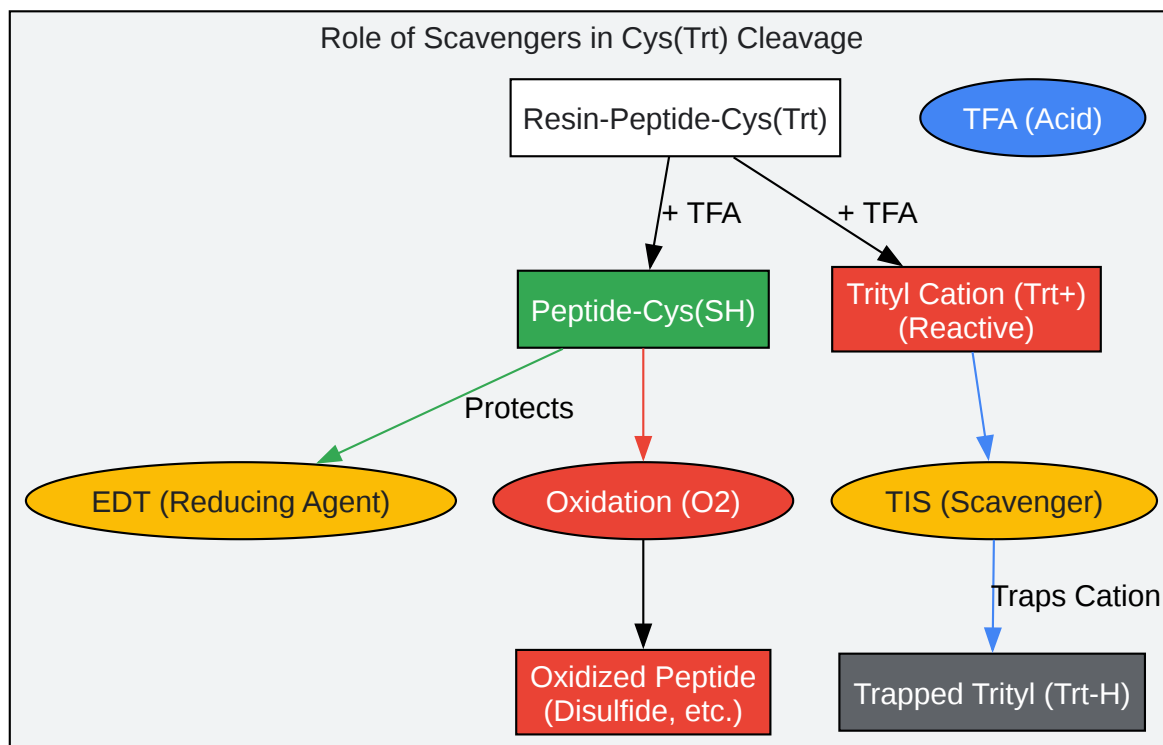 Role of Scavengers in Cys(Trt) Cleavage
Resin-Peptide-Cys(Trt)
TFA (Acid)
+ TFA
+ TFA
Peptide-Cys(SH)
Trityl Cation (Trt+)
(Reactive)
Protects
EDT (Reducing Agent)
Oxidation (O2)
TIS (Scavenger)
Traps Cation
Oxidized Peptide
(Disulfide, etc.)
Trapped Trityl (Trt-H)